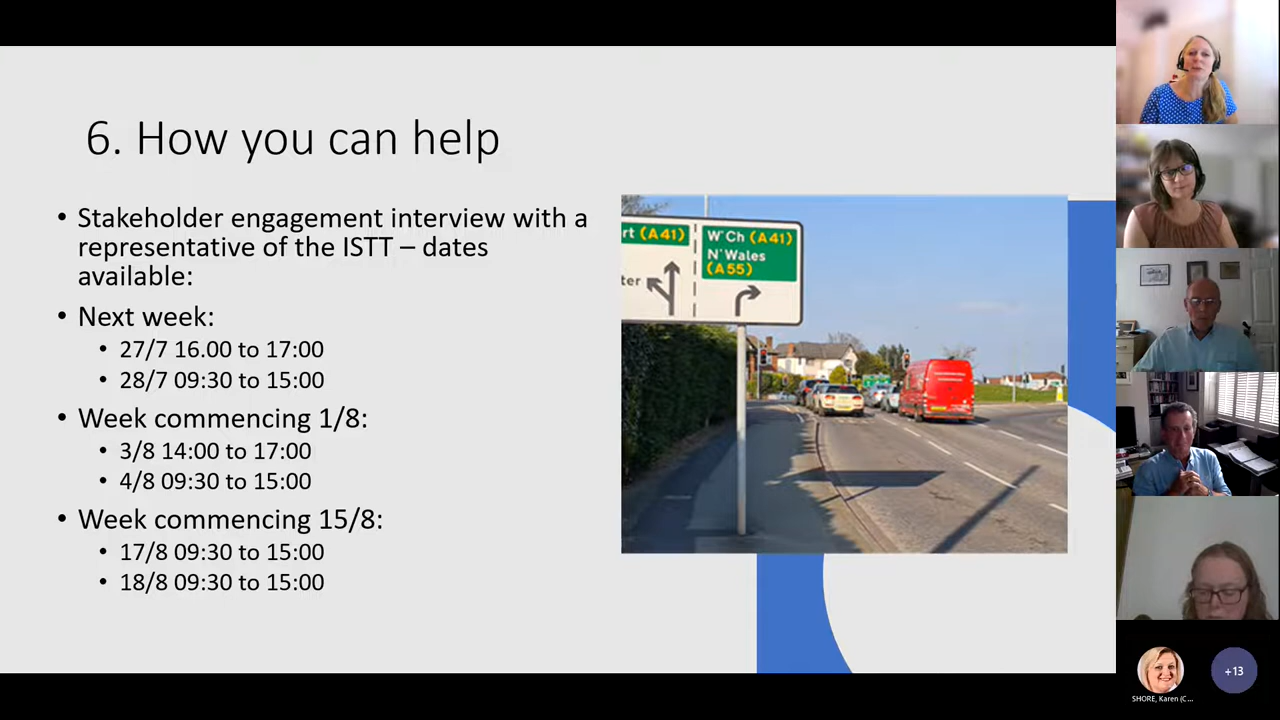 6. How you can help
• Stakeholder engagement interview with a
representative of the ISTT – dates
available:
• Next week:
• 27/7 16.00 to 17:00
• 28/7 09:30 to 15:00
• Week commencing 1/8:
• 3/8 14:00 to 17:00
• 4/8 09:30 to 15:00
• Week commencing 15/8:
• 17/8 09:30 to 15:00
• 18/8 09:30 to 15:00
rt (A41)
ter
W'Ch (A41)
N'Wales
(A55)
+13
SHORE, Karen (C...